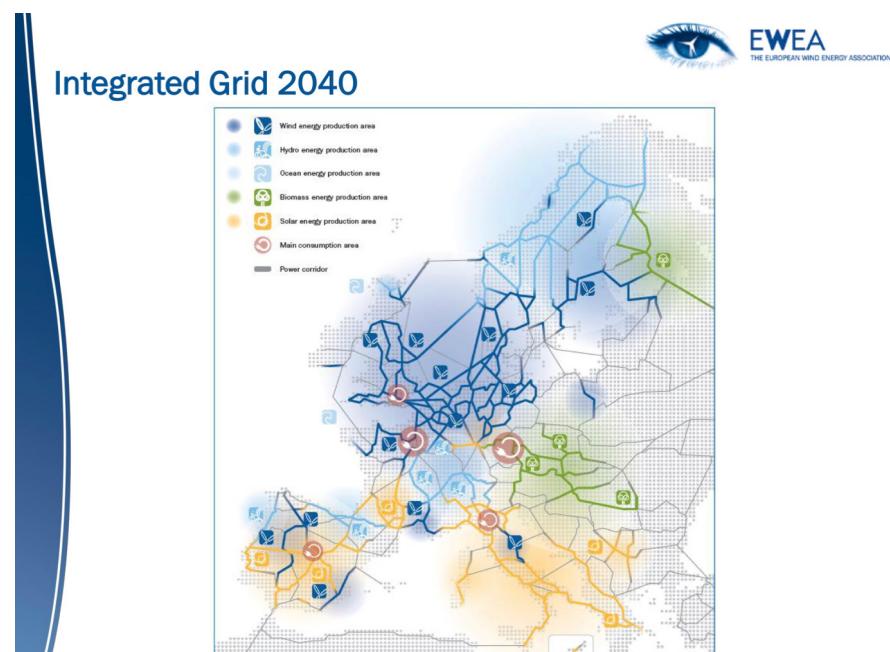 EWEA
THE EUROPEAN WIND ENERGY ASSOCIATION
Integrated Grid 2040
Wind energy production area
Hydro energy production area
Ocean energy production area
Biomass energy production area
Solar energy production area
Main consumption area
Power corridor